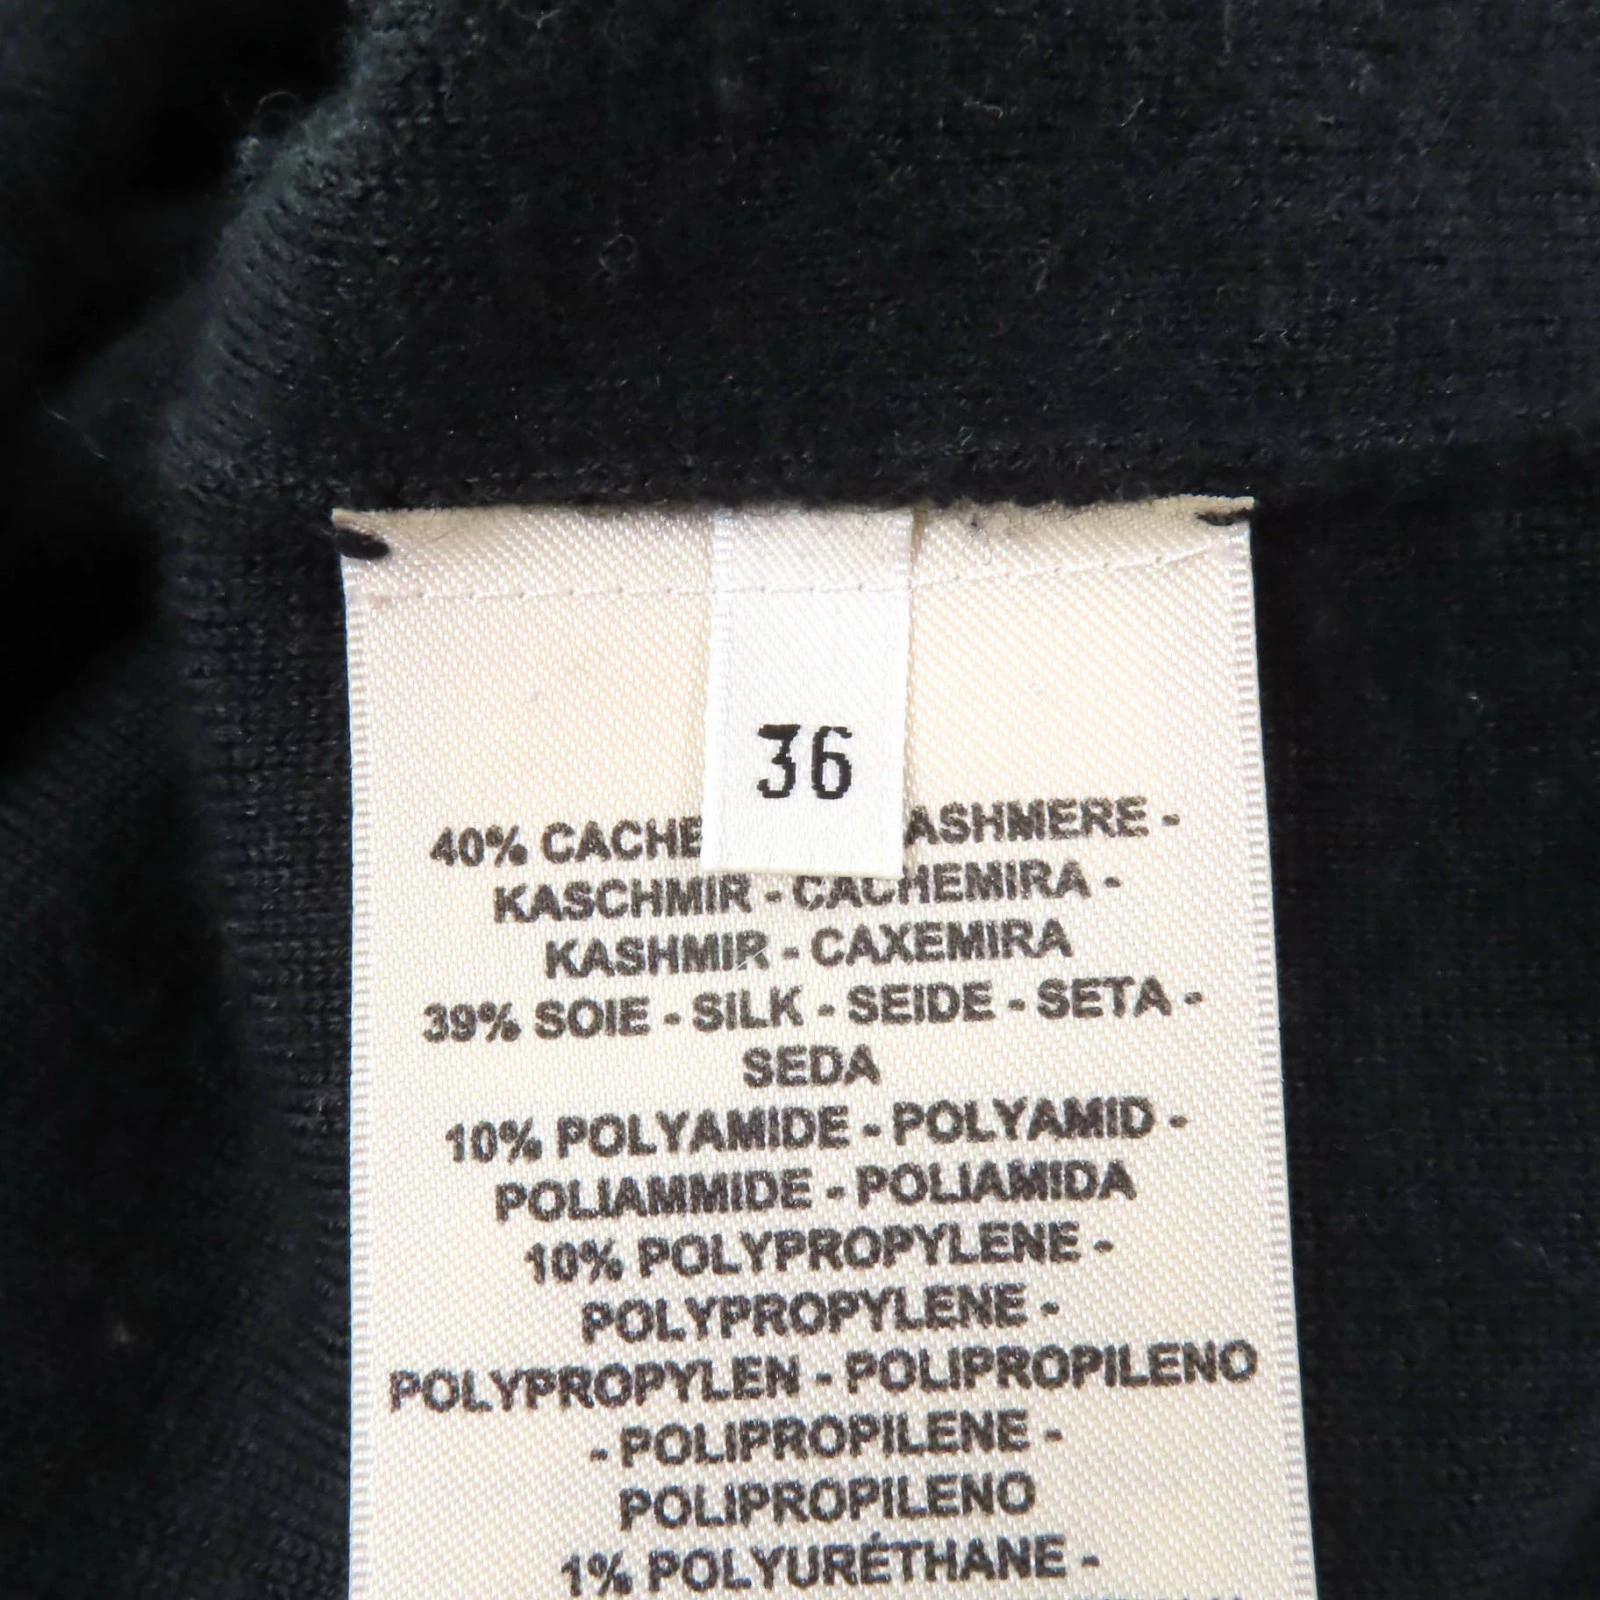 36
40% CACHE ASHMERE -
KASCHMIR - CACHEMIRA -
KASHMIR - CAXEMIRA
39% SOIE - SILK - SEIDE - SETA -
SEDA
10% POLYAMIDE - POLYAMID -
POLIAMMIDE - POLIAMIDA
10% POLYPROPYLENE -
POLYPROPYLENE -
POLYPROPYLEN - POLIPROPILENO
- POLIPROPILENE -
POLIPROPILENO
1% POLYURÉTHANE -